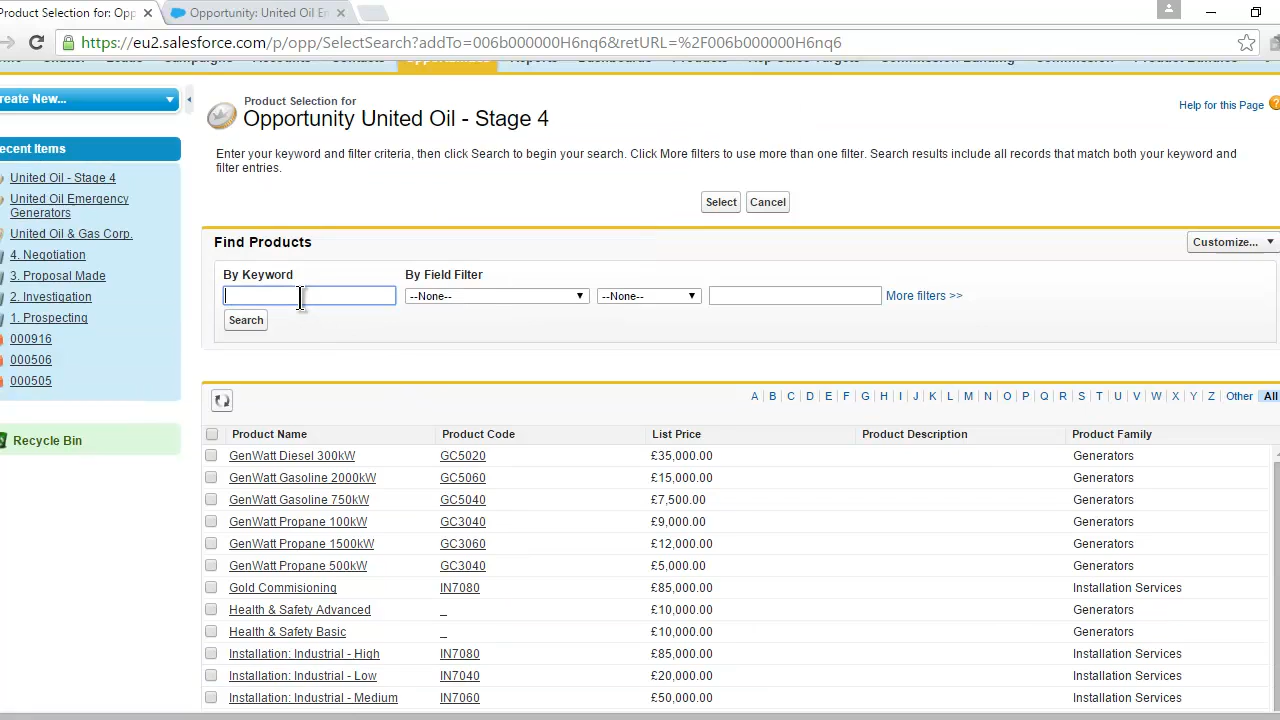 Product Selection for: Opp
Opportunity: United Oil En
https://eu2.salesforce.com/p/opp/SelectSearch?addTo=006b000000H6nq6&retURL=%2F006b000000H6nq6
reate New...
Product Selection for
Opportunity United Oil - Stage 4
Help for this Page
Enter your keyword and filter criteria, then click Search to begin your search. Click More filters to use more than one filter. Search results include all records that match both your keyword and
filter entries.
Select Cancel
ecent Items
United Oil - Stage 4
United Oil Emergency
Generators
United Oil & Gas Corp.
4. Negotiation
3. Proposal Made
2. Investigation
1. Prospecting
000916
000506
000505
Recycle Bin
Find Products
Customize...
By Keyword By Field Filter
--None-- --None-- More filters >>
Search
A | B | C | D | E | F | G | H | I | J | K | L | M | N | O | P | Q | R | S | T | U | V | W | X | Y | Z | Other | All
Product Name Product Code List Price Product Description Product Family
GenWatt Diesel 300kW GC5020 £35,000.00 Generators
GenWatt Gasoline 2000kW GC5060 £15,000.00 Generators
GenWatt Gasoline 750kW GC5040 £7,500.00 Generators
GenWatt Propane 100kW GC3040 £9,000.00 Generators
GenWatt Propane 1500kW GC3060 £12,000.00 Generators
GenWatt Propane 500kW GC3040 £5,000.00 Generators
Gold Commisioning IN7080 £85,000.00 Installation Services
Health & Safety Advanced _ £10,000.00 Generators
Health & Safety Basic _ £10,000.00 Generators
Installation: Industrial - High IN7080 £85,000.00 Installation Services
Installation: Industrial - Low IN7040 £20,000.00 Installation Services
Installation: Industrial - Medium IN7060 £50,000.00 Installation Services